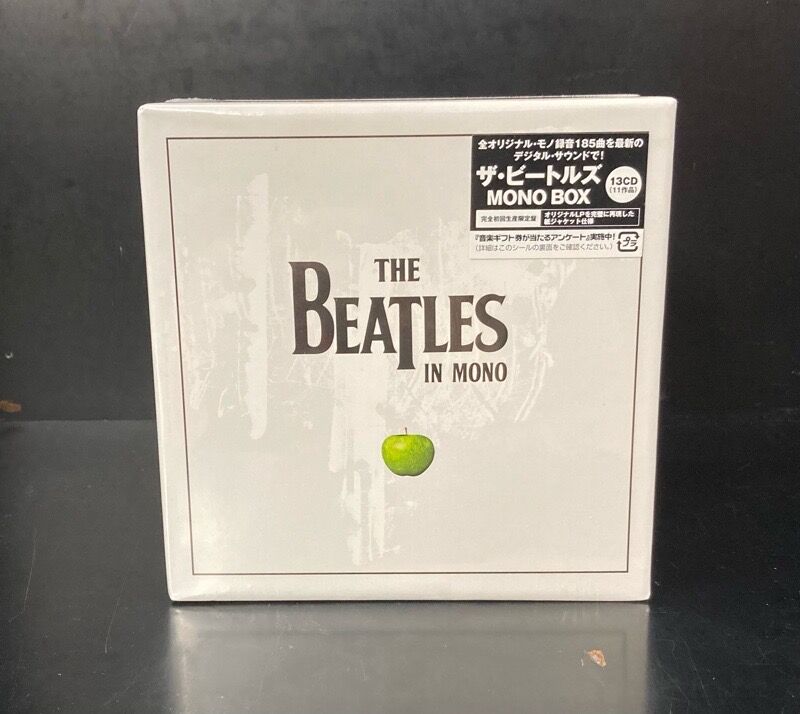 全オリジナル・モノ録音185曲を最新の
デジタル・サウンドで!
ザ・ビートルズ
MONO BOX
13CD
(11作品)
完全初回生産限定盤
オリジナルLPを完璧に再現した
紙ジャケット仕様
『音楽ギフト券が当たるアンケート』実施中!
(詳細はこのシールの裏面をご確認ください。)
プラ
THE
BEATLES
IN MONO